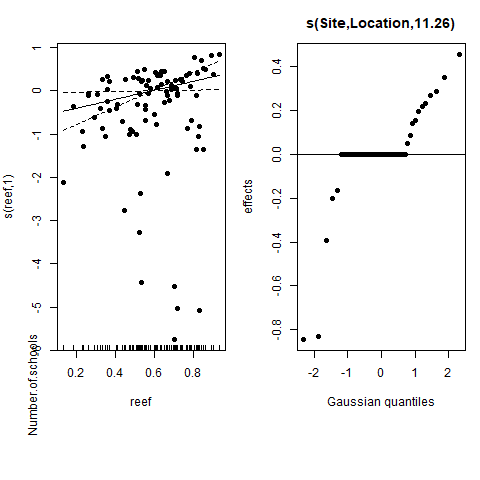 s(Site,Location,11.26)
1
0
-1
-2
-3
-4
-5
s(reef,1)
Number.of.schools
0.2 0.4 0.6 0.8
reef
0.4
0.2
0.0
-0.2
-0.4
-0.6
-0.8
effects
-2 -1 0 1 2
Gaussian quantiles